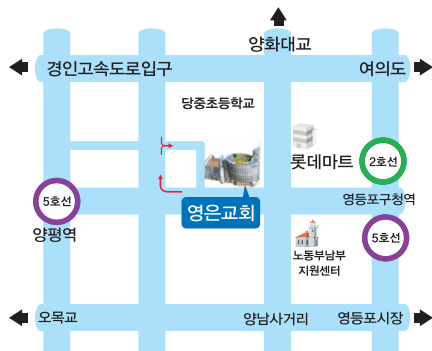 양화대교
경인고속도로입구
여의도
당중초등학교
롯데마트
2호선
5호선
영은교회
영등포구청역
양평역
5호선
노동부남부
지원센터
오목교
양남사거리
영등포시장